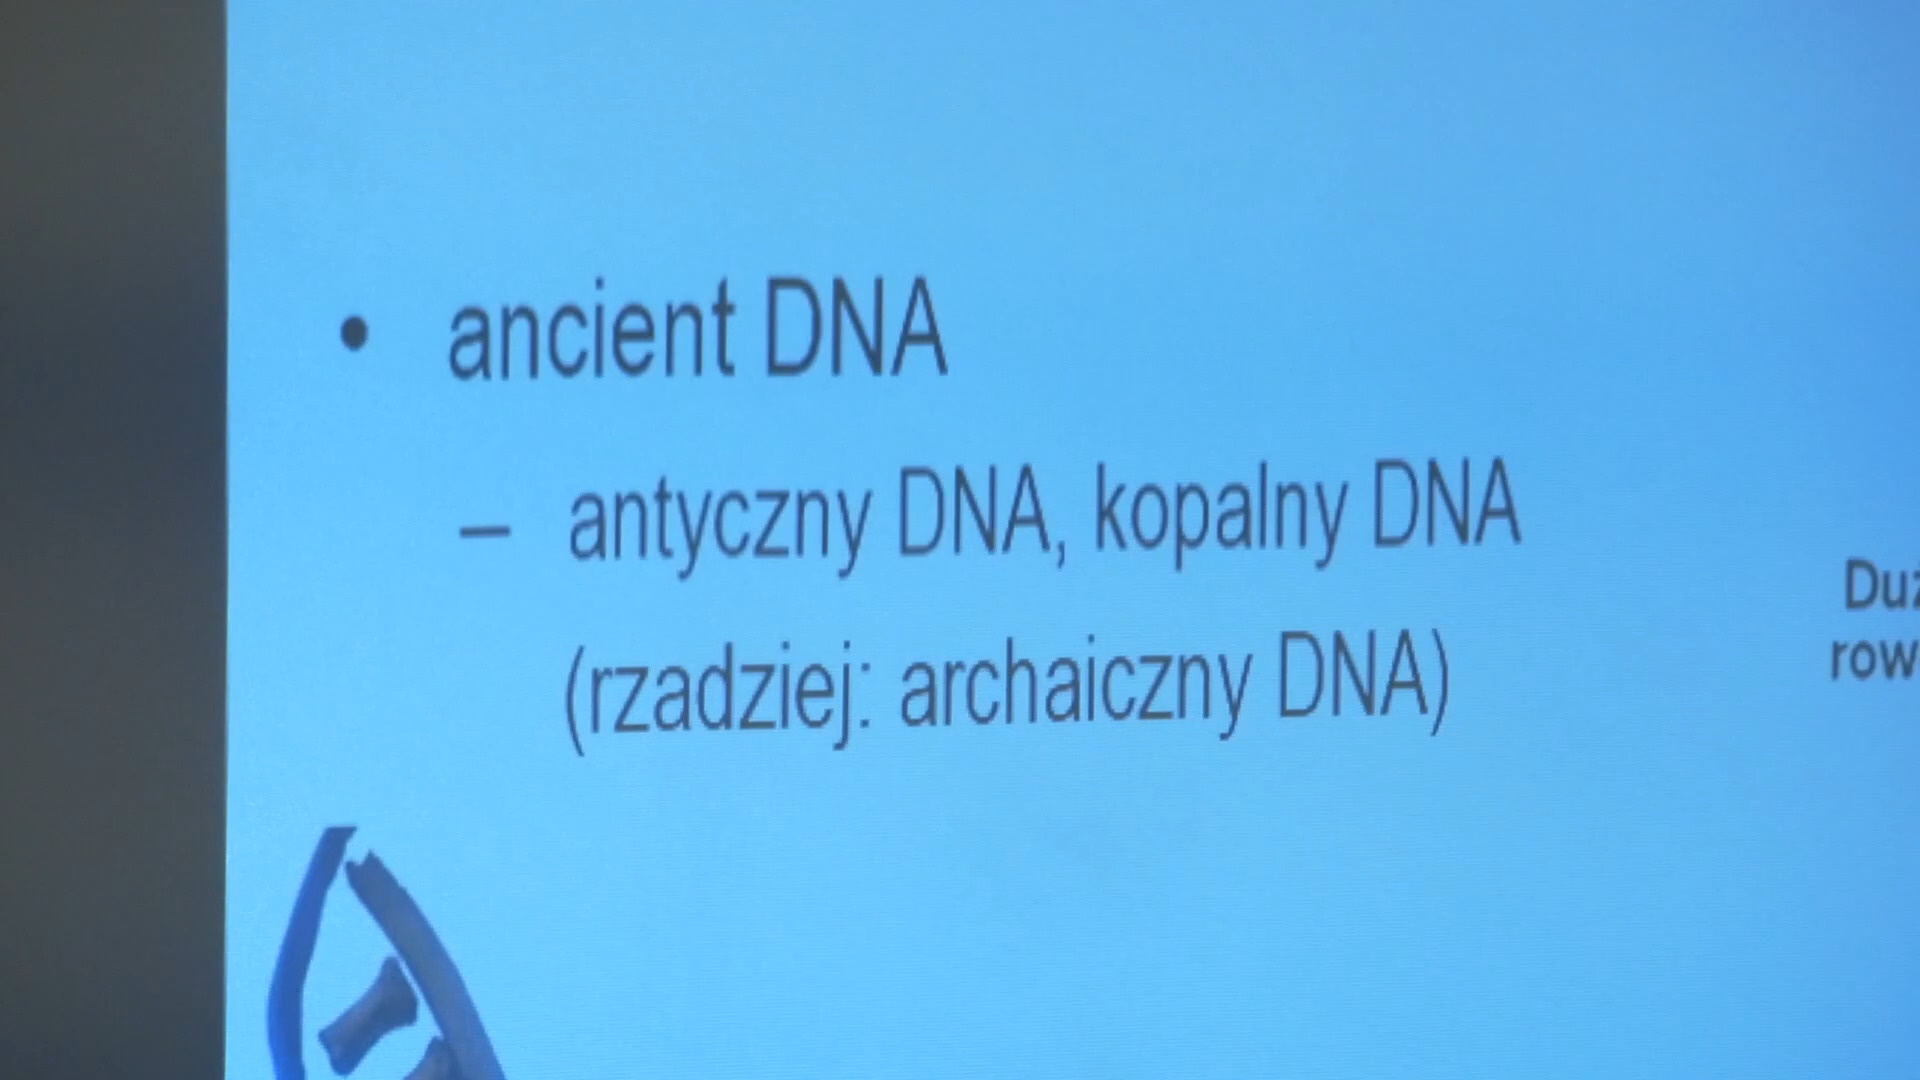 • ancient DNA
– antyczny DNA, kopalny DNA
(rzadziej: archaiczny DNA)